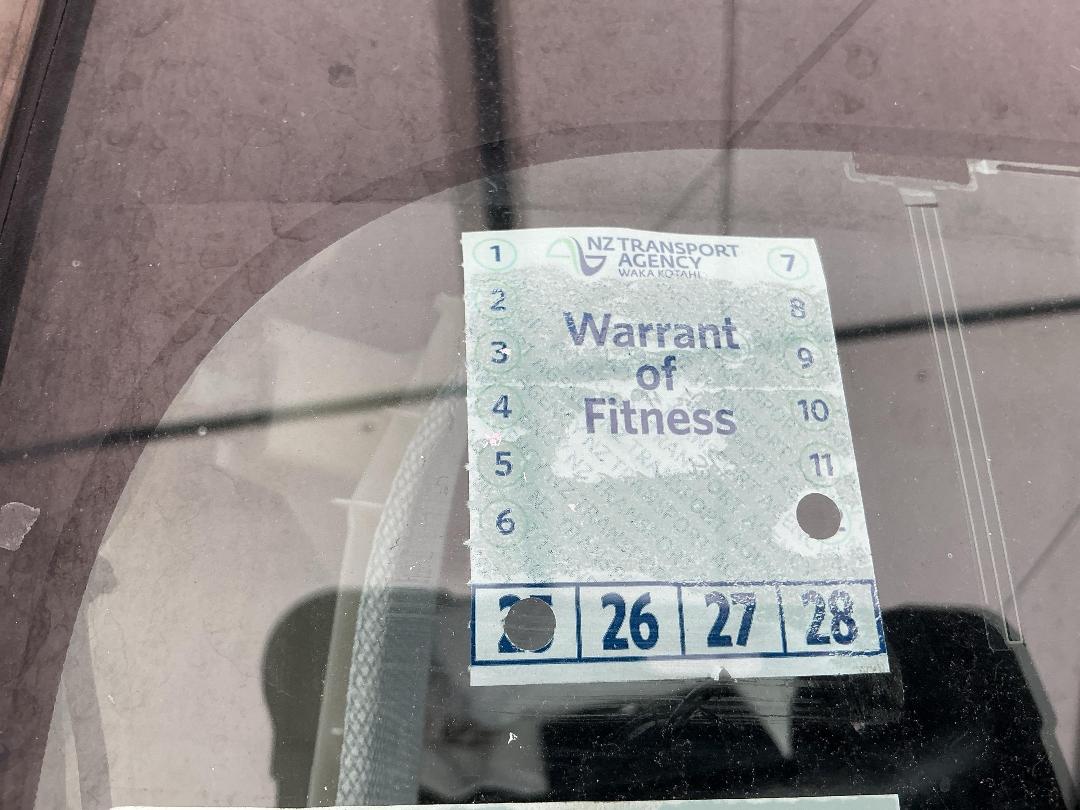 NZ TRANSPORT
AGENCY
WAKA KOTAHI
1
7
2
8
3
9
4
10
5
11
6
Warrant
of
Fitness
26
27
28